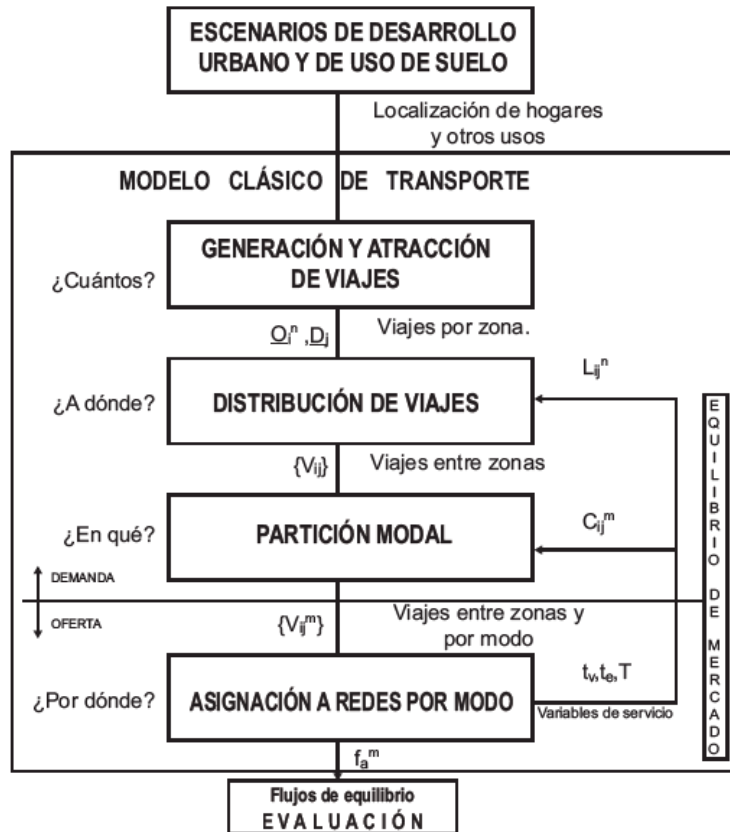 ESCENARIOS DE DESARROLLO
URBANO Y DE USO DE SUELO
Localización de hogares
y otros usos
MODELO CLÁSICO DE TRANSPORTE
GENERACIÓN Y ATRACCIÓN
DE VIAJES
¿Cuántos?
Oᵢⁿ ,Dⱼ
Viajes por zona.
Lᵢⱼⁿ
¿A dónde?
DISTRIBUCIÓN DE VIAJES
{Vᵢⱼ}
Viajes entre zonas
¿En qué?
PARTICIÓN MODAL
Cᵢⱼᵐ
DEMANDA
OFERTA
{Vᵢⱼᵐ}
Viajes entre zonas y
por modo
¿Por dónde?
ASIGNACIÓN A REDES POR MODO
tᵥ,tₑ,T
Variables de servicio
EQUILIBRIO DE MERCADO
fₐᵐ
Flujos de equilibrio
EVALUACIÓN